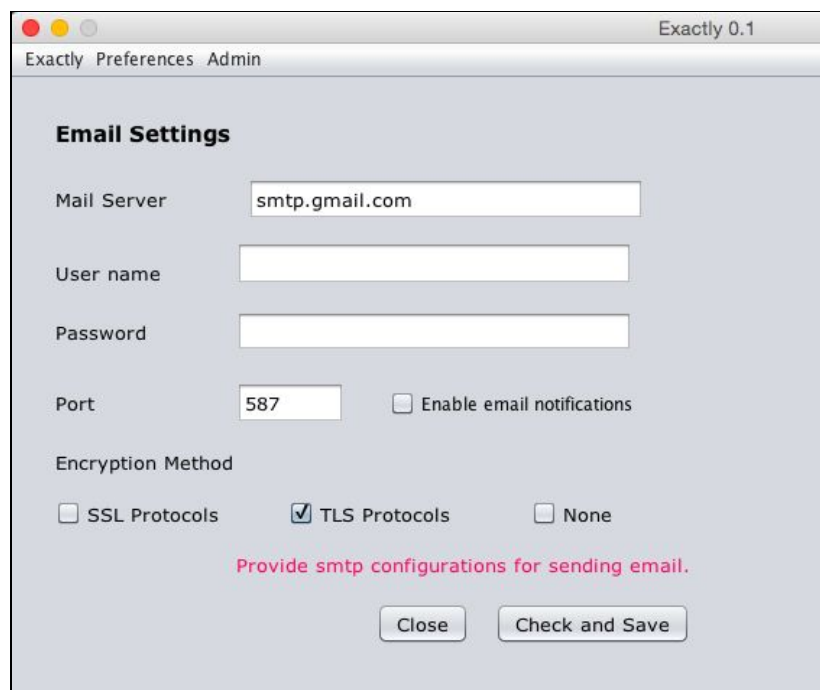 Exactly 0.1
Exactly Preferences Admin
Email Settings
Mail Server smtp.gmail.com
User name
Password
Port 587 Enable email notifications
Encryption Method
SSL Protocols TLS Protocols None
Provide smtp configurations for sending email.
Close Check and Save